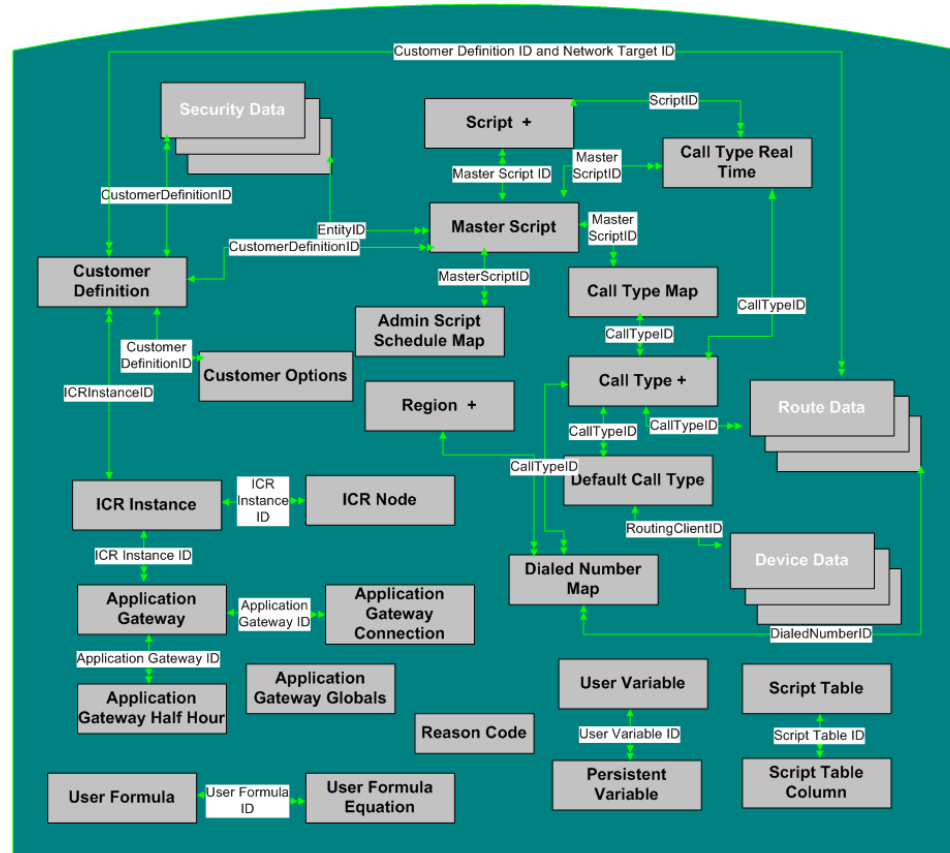 Customer Definition ID and Network Target ID
Security Data
Script +
ScriptID
Call Type Real
Time
Master Script ID
Master
ScriptID
CustomerDefinitionID
Master Script
Master
ScriptID
EntityID
CustomerDefinitionID
Customer
Definition
MasterScriptID
Call Type Map
CallTypeID
Admin Script
Schedule Map
CallTypeID
Customer
DefinitionID
Customer Options
ICRInstanceID
Call Type +
Region +
Route Data
CallTypeID
CallTypeID
CallTypeID
Default Call Type
ICR
Instance
ID
ICR Node
ICR Instance
RoutingClientID
ICR Instance ID
Device Data
Dialed Number
Map
Application
Gateway
Application
Gateway ID
Application
Gateway
Connection
DialedNumberID
Application Gateway ID
Application
Gateway Globals
User Variable
Script Table
Application
Gateway Half Hour
Reason Code
User Variable ID
Script Table ID
Persistent
Variable
Script Table
Column
User Formula
User Formula
ID
User Formula
Equation